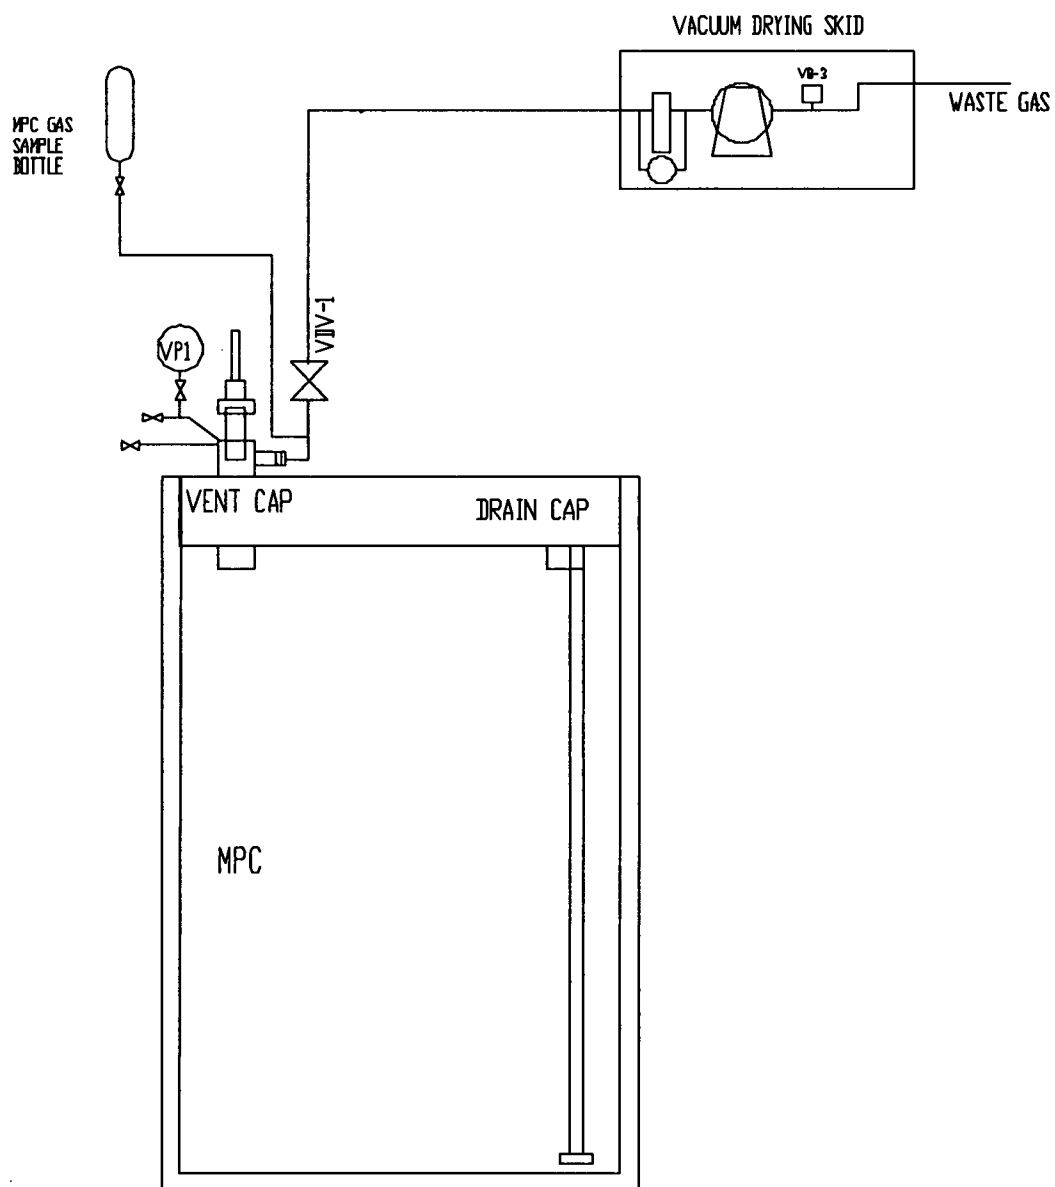 VACUUM DRYING SKID
VB-3
WASTE GAS
MPC GAS
SAMPLE
BOTTLE
VDV-1
VP1
VENT CAP
DRAIN CAP
MPC